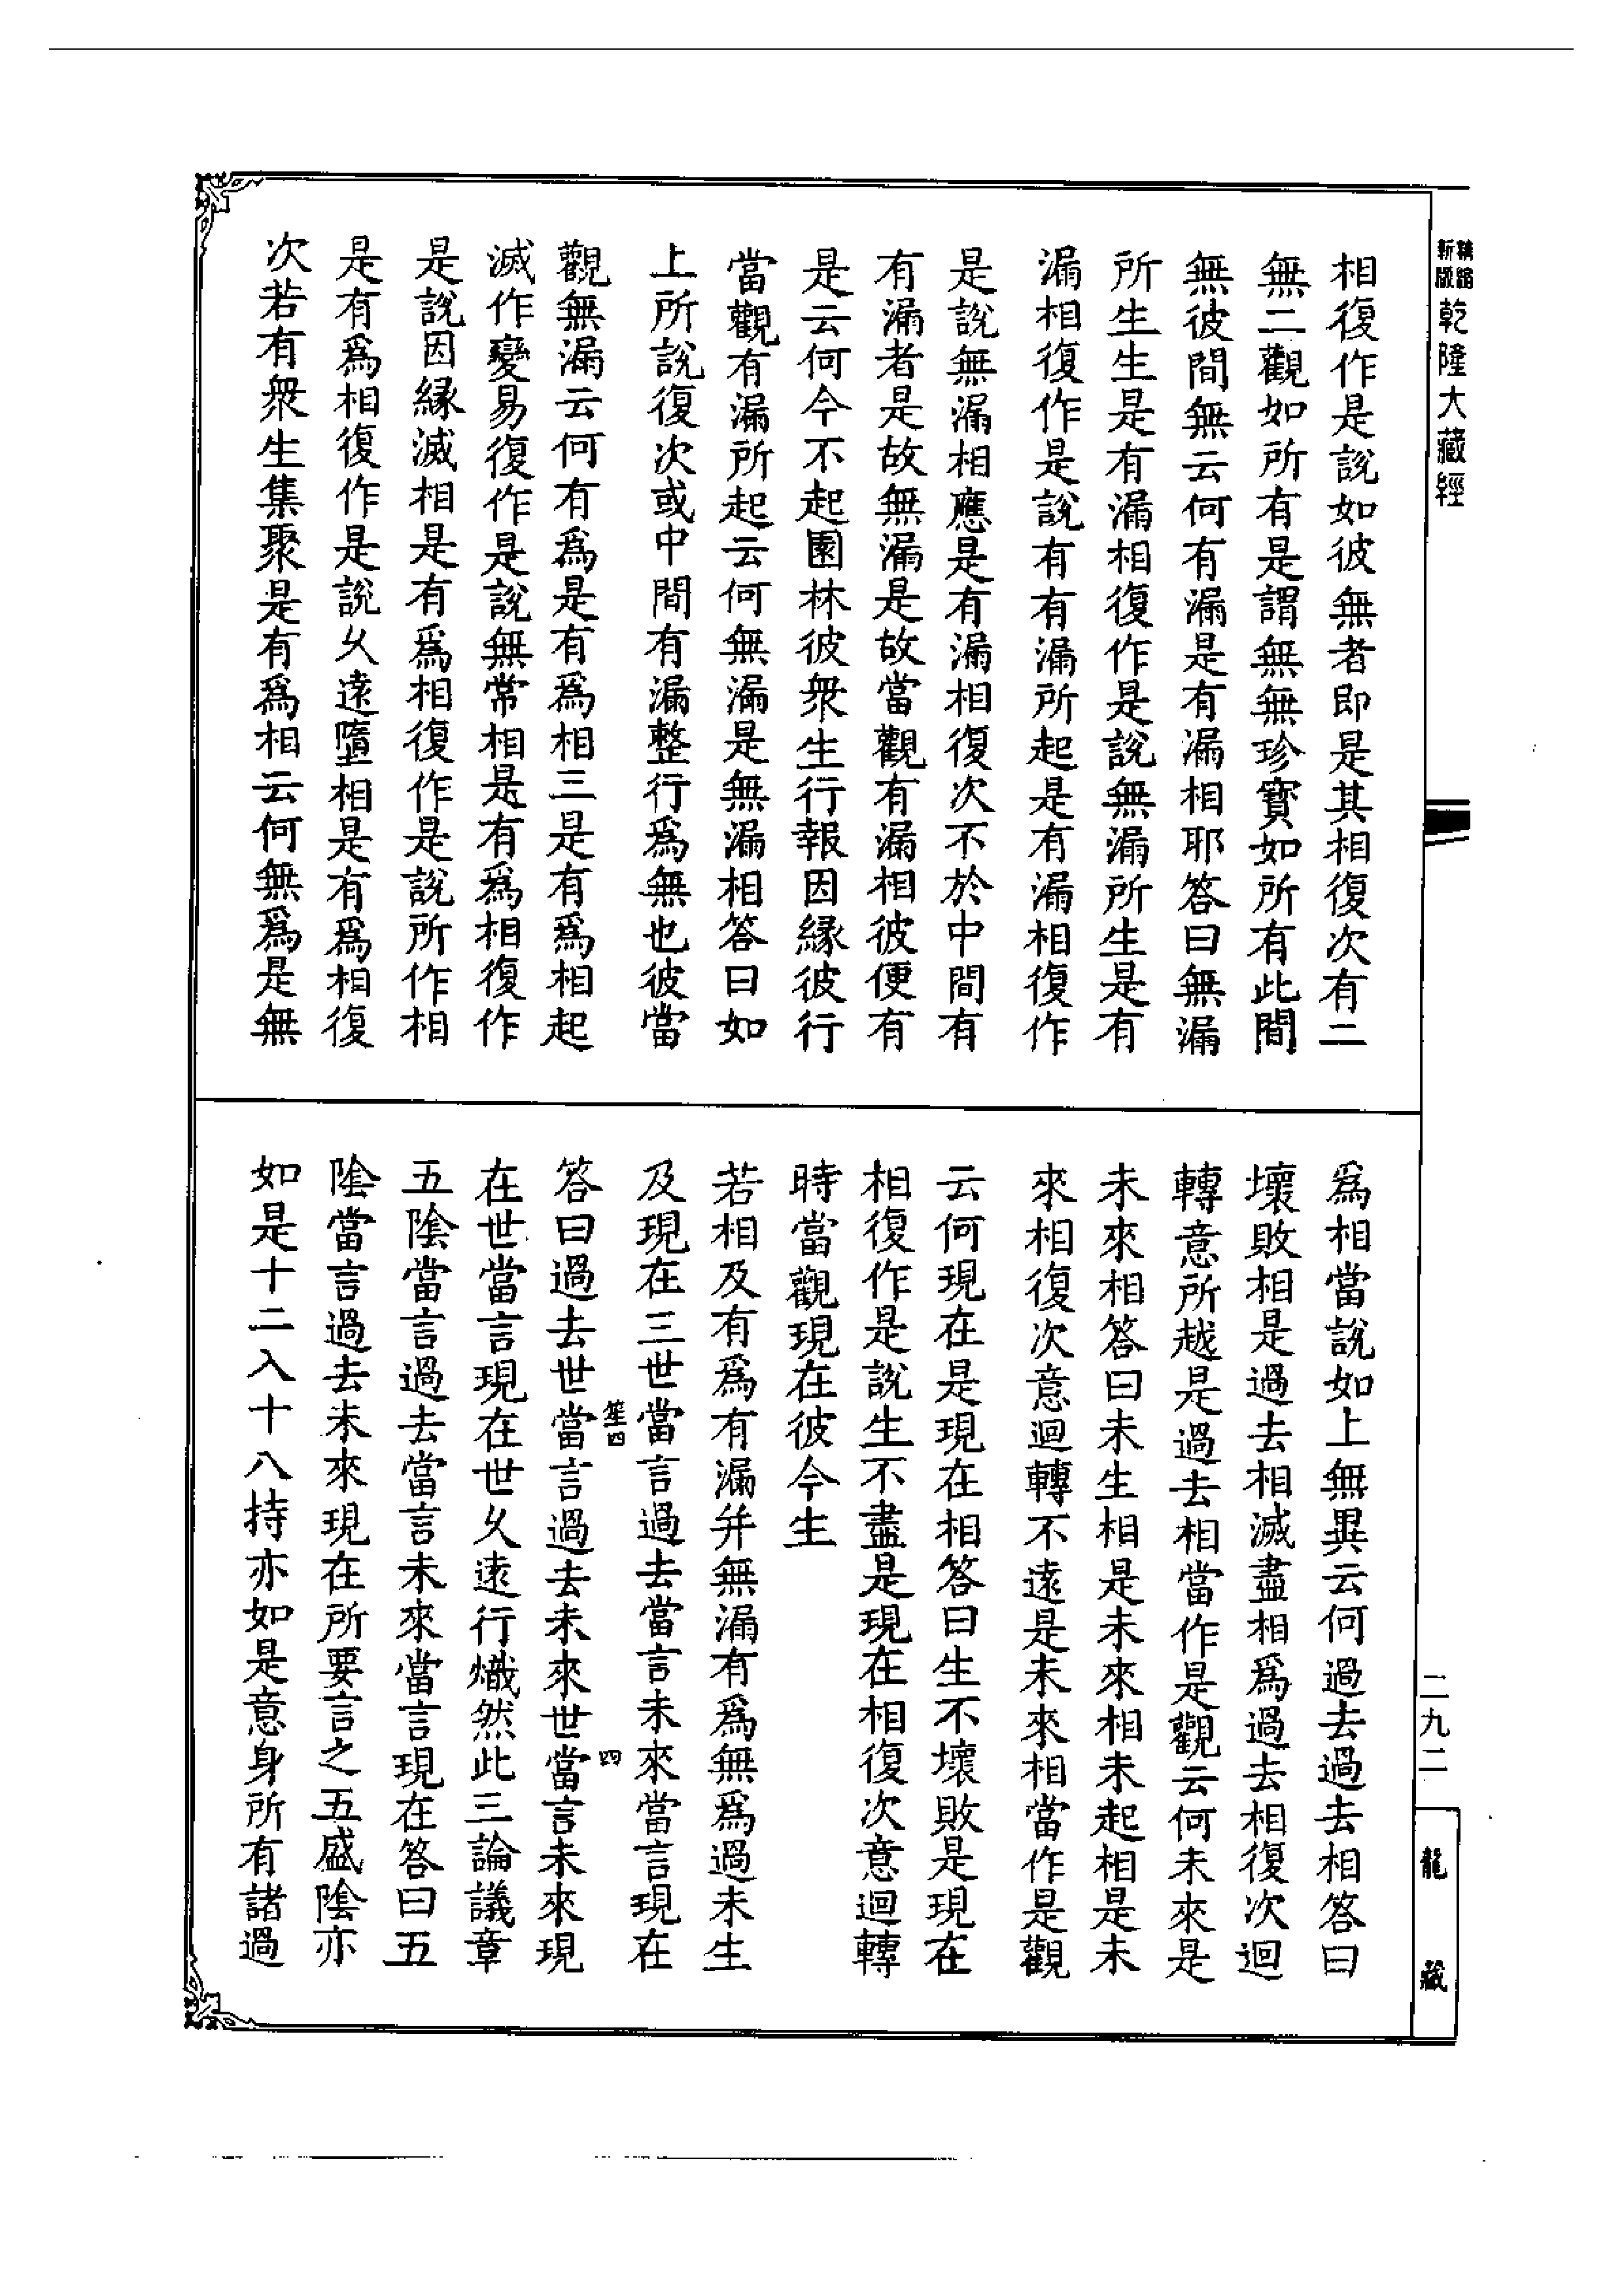 新版精縮
乾隆大藏經
相復作是說如彼無者即是其相復次有二
無二觀如所有是謂無無珍寳如所有此間
無彼間無云何有漏是有漏相耶答曰無漏
所生生是有漏相復作是說無漏所生是有
漏相復作是說有有漏所起是有漏相復作
是說無漏相應是有漏相復次不於中間有
有漏者是故無漏是故當觀有漏相彼便有
是云何今不起園林彼衆生行報因緣彼行
當觀有漏所起云何無漏是無漏相答曰如
上所說復次或中間有漏整行爲無也彼當
觀無漏云何有爲是有爲相三是有爲相起
滅作變易復作是說無常相是有爲相復作
是說因緣滅相是有爲相復作是說所作相
是有爲相復作是說久遠墮相是有爲相復
次若有衆生集聚是有爲相云何無爲是無
爲相當說如上無異云何過去過去相答曰
壞敗相是過去相滅盡相爲過去相復次迴
轉意所越是過去相當作是觀云何未來是
未來相答曰未生相是未來相未起相是未
來相復次意迴轉不遠是未來相當作是觀
云何現在是現在相答曰生不壞敗是現在
相復作是說生不盡是現在相復次意迴轉
時當觀現在彼今生
若相及有爲有漏并無漏有爲無爲過未生
及現在三世當言過去當言未來當言現在
笙四
四
答曰過去世當言過去未來世當言未來現
在世當言現在世久遠行熾然此三論議章
五陰當言過去當言未來當言現在答曰五
陰當言過去未來現在所要言之五盛陰亦
如是十二入十八持亦如是意身所有諸過
二九二
龍藏